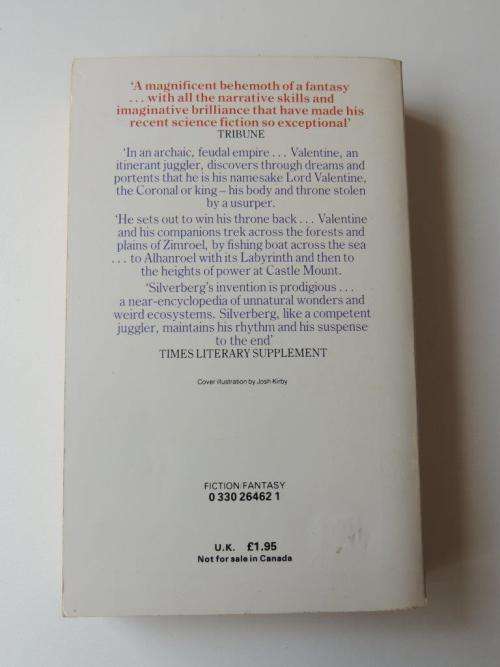 ‘A magnificent behemoth of a fantasy
. . . with all the narrative skills and
imaginative brilliance that have made his
recent science fiction so exceptional’
TRIBUNE
‘In an archaic, feudal empire . . . Valentine, an
itinerant juggler, discovers through dreams and
portents that he is his namesake Lord Valentine,
the Coronal or king – his body and throne stolen
by a usurper.
‘He sets out to win his throne back . . . Valentine
and his companions trek across the forests and
plains of Zimroel, by fishing boat across the sea
. . . to Alhanroel with its Labyrinth and then to
the heights of power at Castle Mount.
‘Silverberg’s invention is prodigious . . .
a near-encyclopedia of unnatural wonders and
weird ecosystems. Silverberg, like a competent
juggler, maintains his rhythm and his suspense
to the end’
TIMES LITERARY SUPPLEMENT
Cover illustration by Josh Kirby
FICTION/FANTASY
0 330 26462 1
U.K. £1.95
Not for sale in Canada